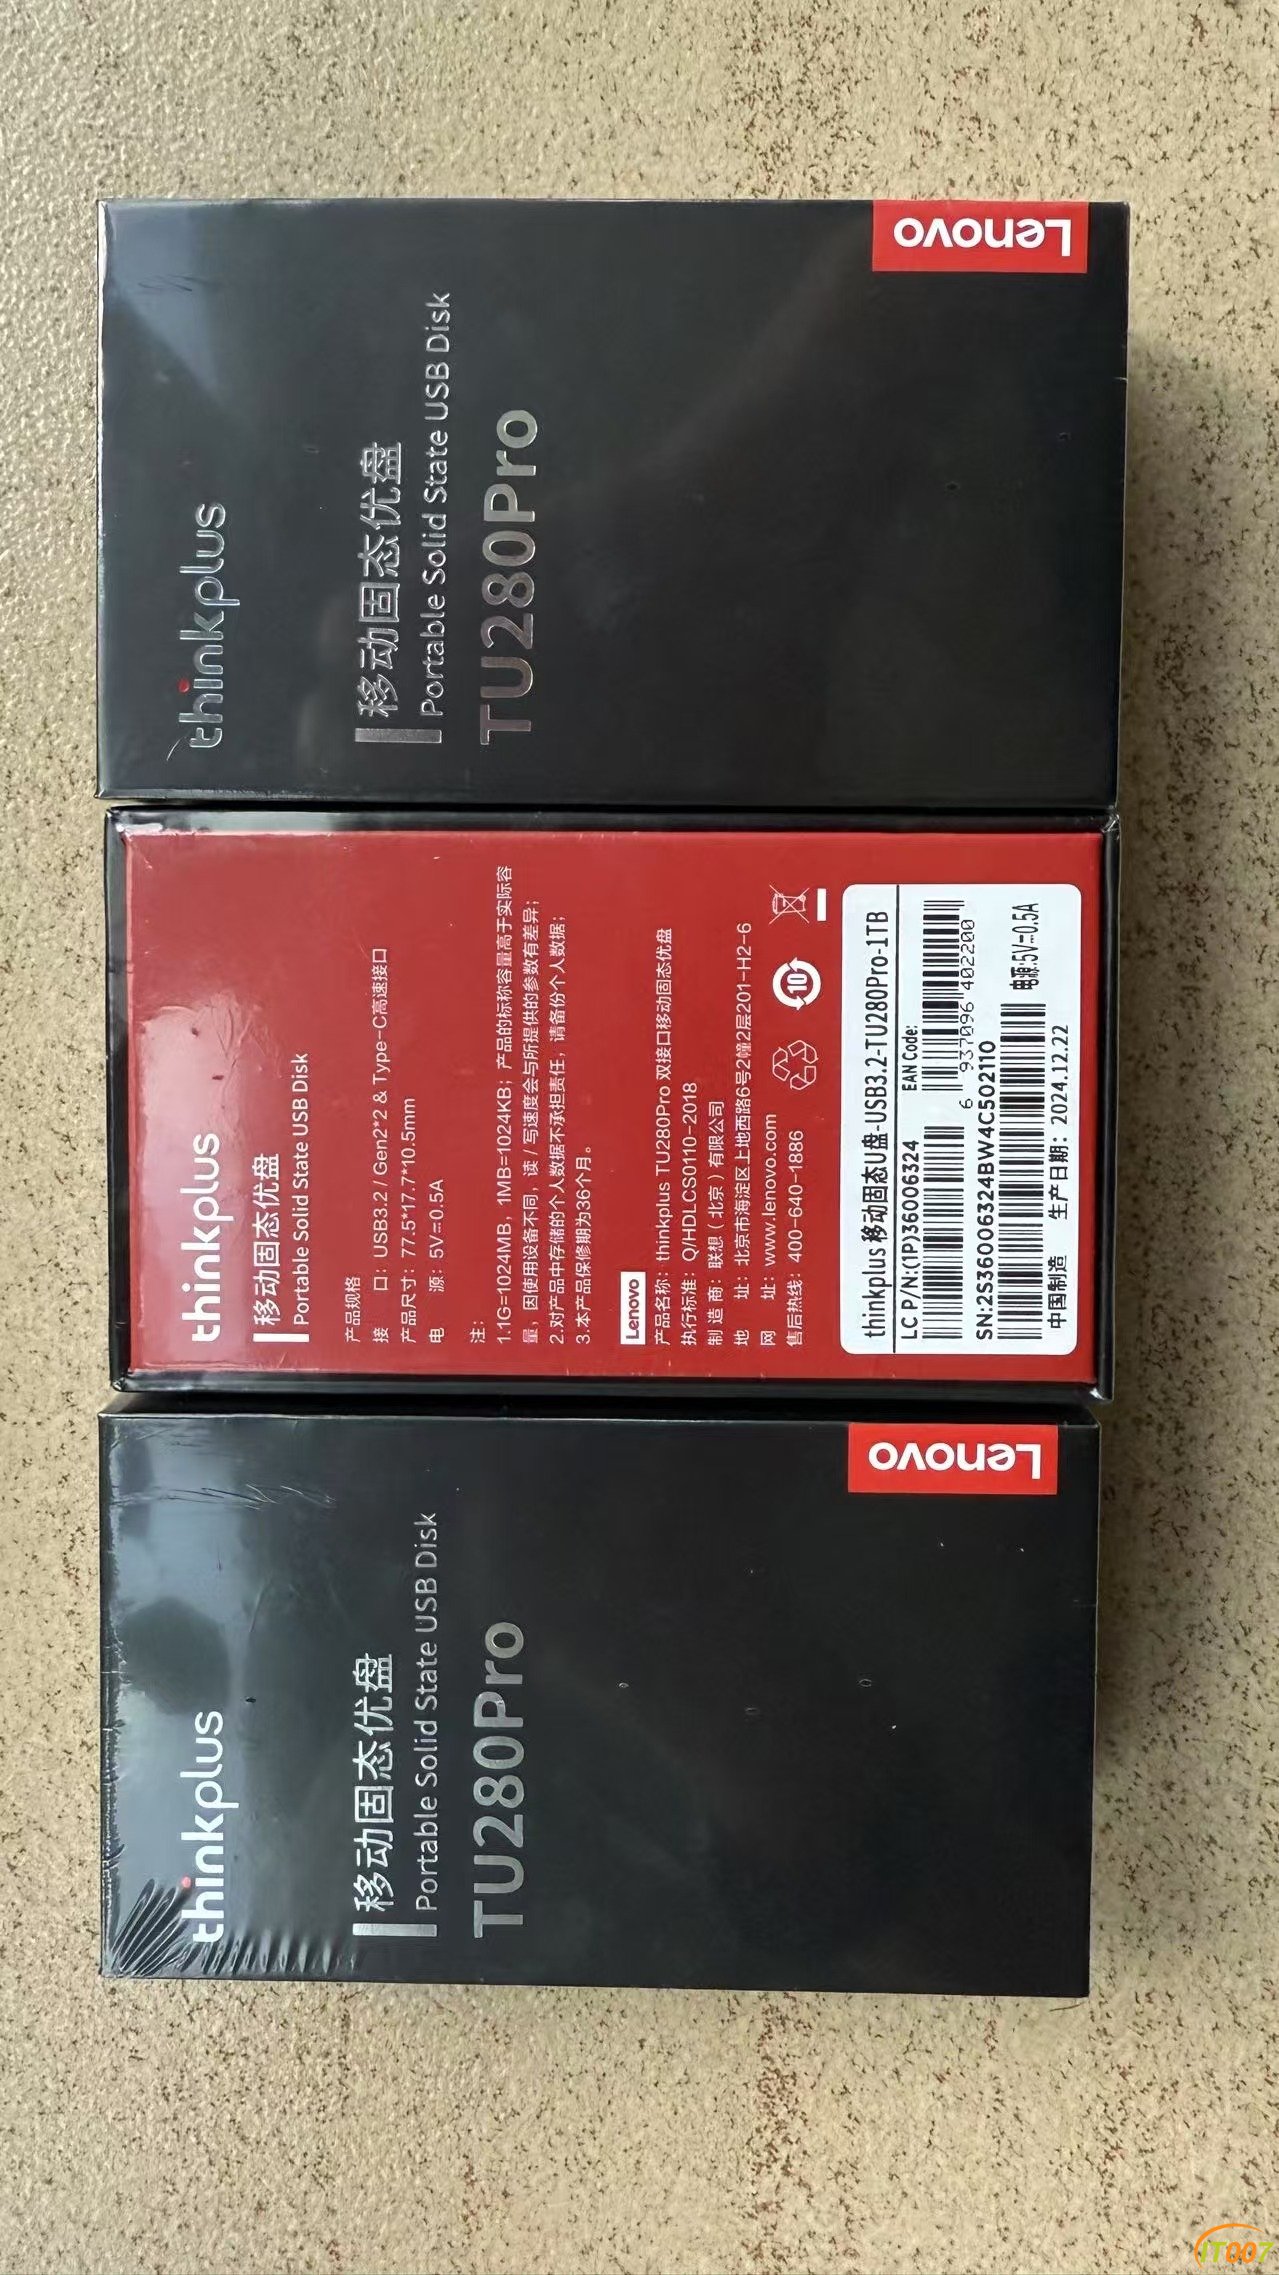 thinkplus
移动固态优盘
Portable Solid State USB Disk
TU280Pro
Lenovo
thinkplus
移动固态优盘
Portable Solid State USB Disk
产品规格
接 口：USB3.2 / Gen2*2 & Type-C高速接口
产品尺寸：77.5*17.7*10.5mm
电 源：5V=0.5A
注：
1.1G=1024MB，1MB=1024KB；产品的标称容量高于实际容
量，因使用设备不同，读／写速度会与所提供的参数有差异；
2.对产品中存储的个人数据不承担责任，请备份个人数据；
3.本产品保修期为36个月。
Lenovo
产品名称：thinkplus TU280Pro 双接口移动固态优盘
执行标准：Q/HDLCS0110-2018
制 造 商：联想（北京）有限公司
地 址：北京市海淀区上地西路6号2幢2层201-H2-6
网 址：www.lenovo.com
售后热线：400-640-1886
10
thinkplus 移动固态U盘-USB3.2-TU280Pro-1TB
LC P/N:(1P)36006324
EAN Code:
6 937096 402200
SN:2S36006324BW4C502110
电源:5V=0.5A
中国制造 生产日期：2024.12.22
thinkplus
移动固态优盘
Portable Solid State USB Disk
TU280Pro
Lenovo
IT007